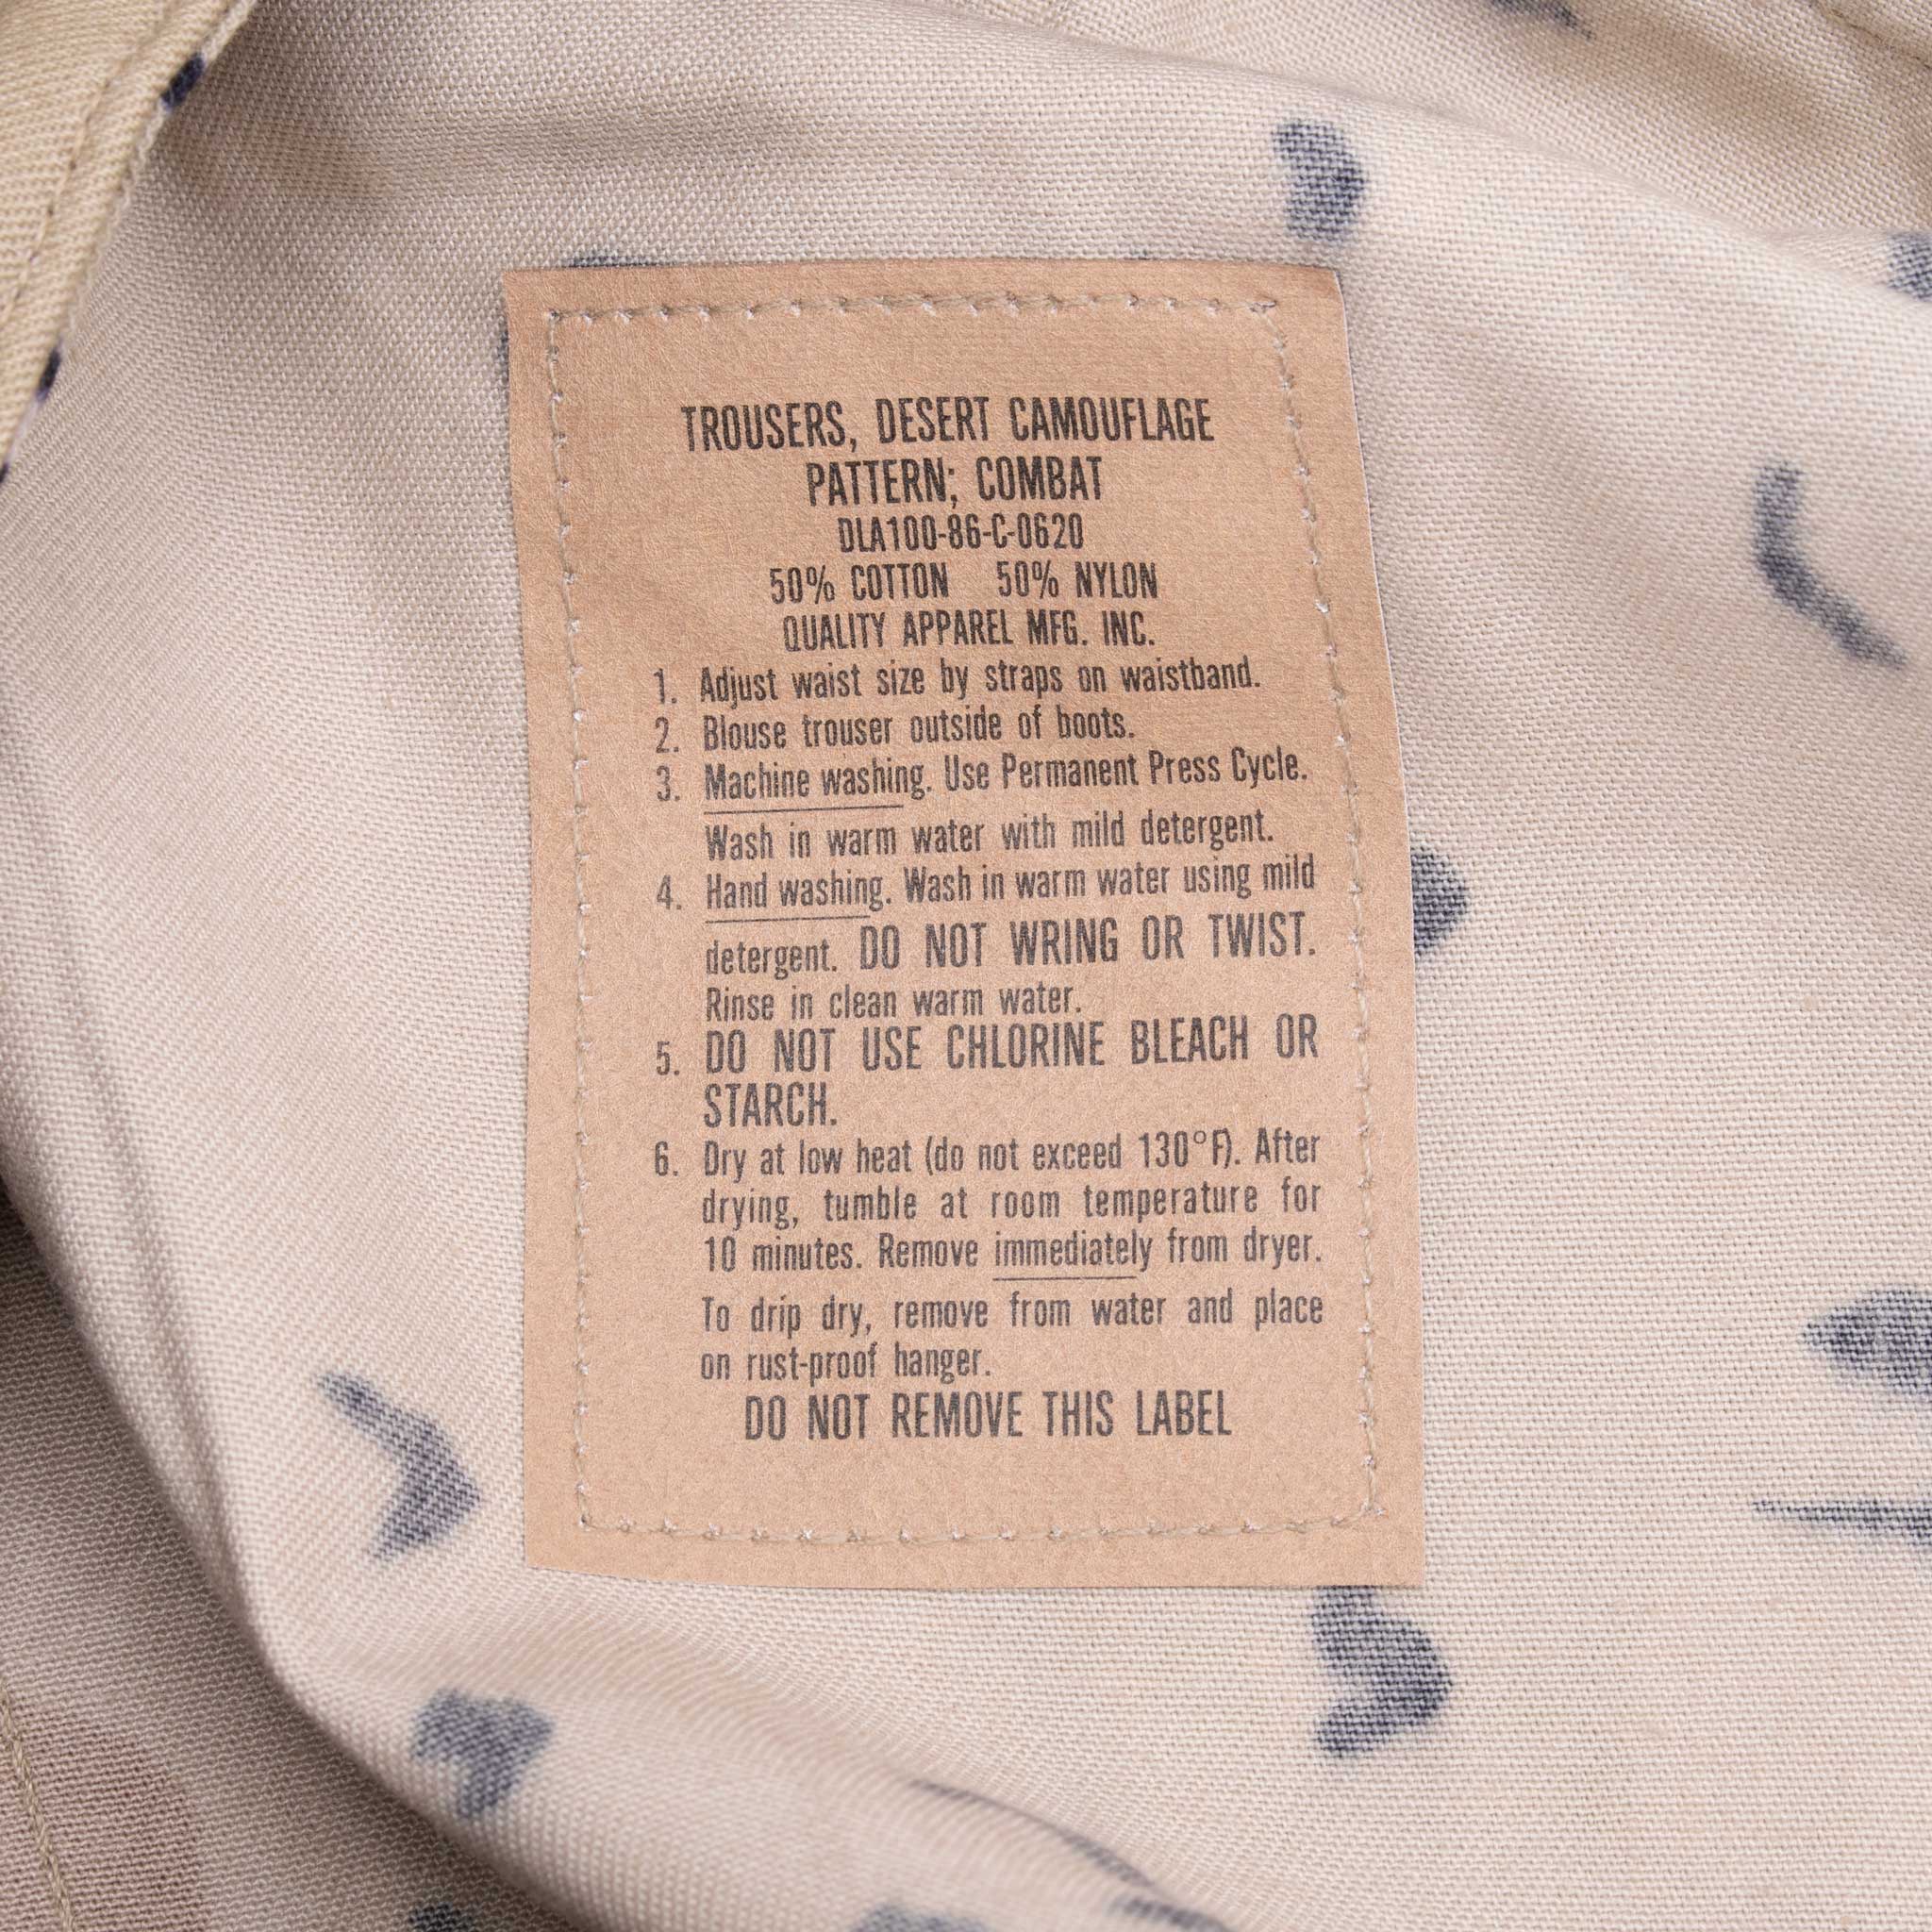 TROUSERS, DESERT CAMOUFLAGE
PATTERN; COMBAT
DLA100-86-C-0620
50% COTTON 50% NYLON
QUALITY APPAREL MFG. INC.
1. Adjust waist size by straps on waistband.
2. Blouse trouser outside of boots.
3. Machine washing. Use Permanent Press Cycle.
Wash in warm water with mild detergent.
4. Hand washing. Wash in warm water using mild
detergent. DO NOT WRING OR TWIST.
Rinse in clean warm water.
5. DO NOT USE CHLORINE BLEACH OR
STARCH.
6. Dry at low heat (do not exceed 130°F). After
drying, tumble at room temperature for
10 minutes. Remove immediately from dryer.
To drip dry, remove from water and place
on rust-proof hanger.
DO NOT REMOVE THIS LABEL